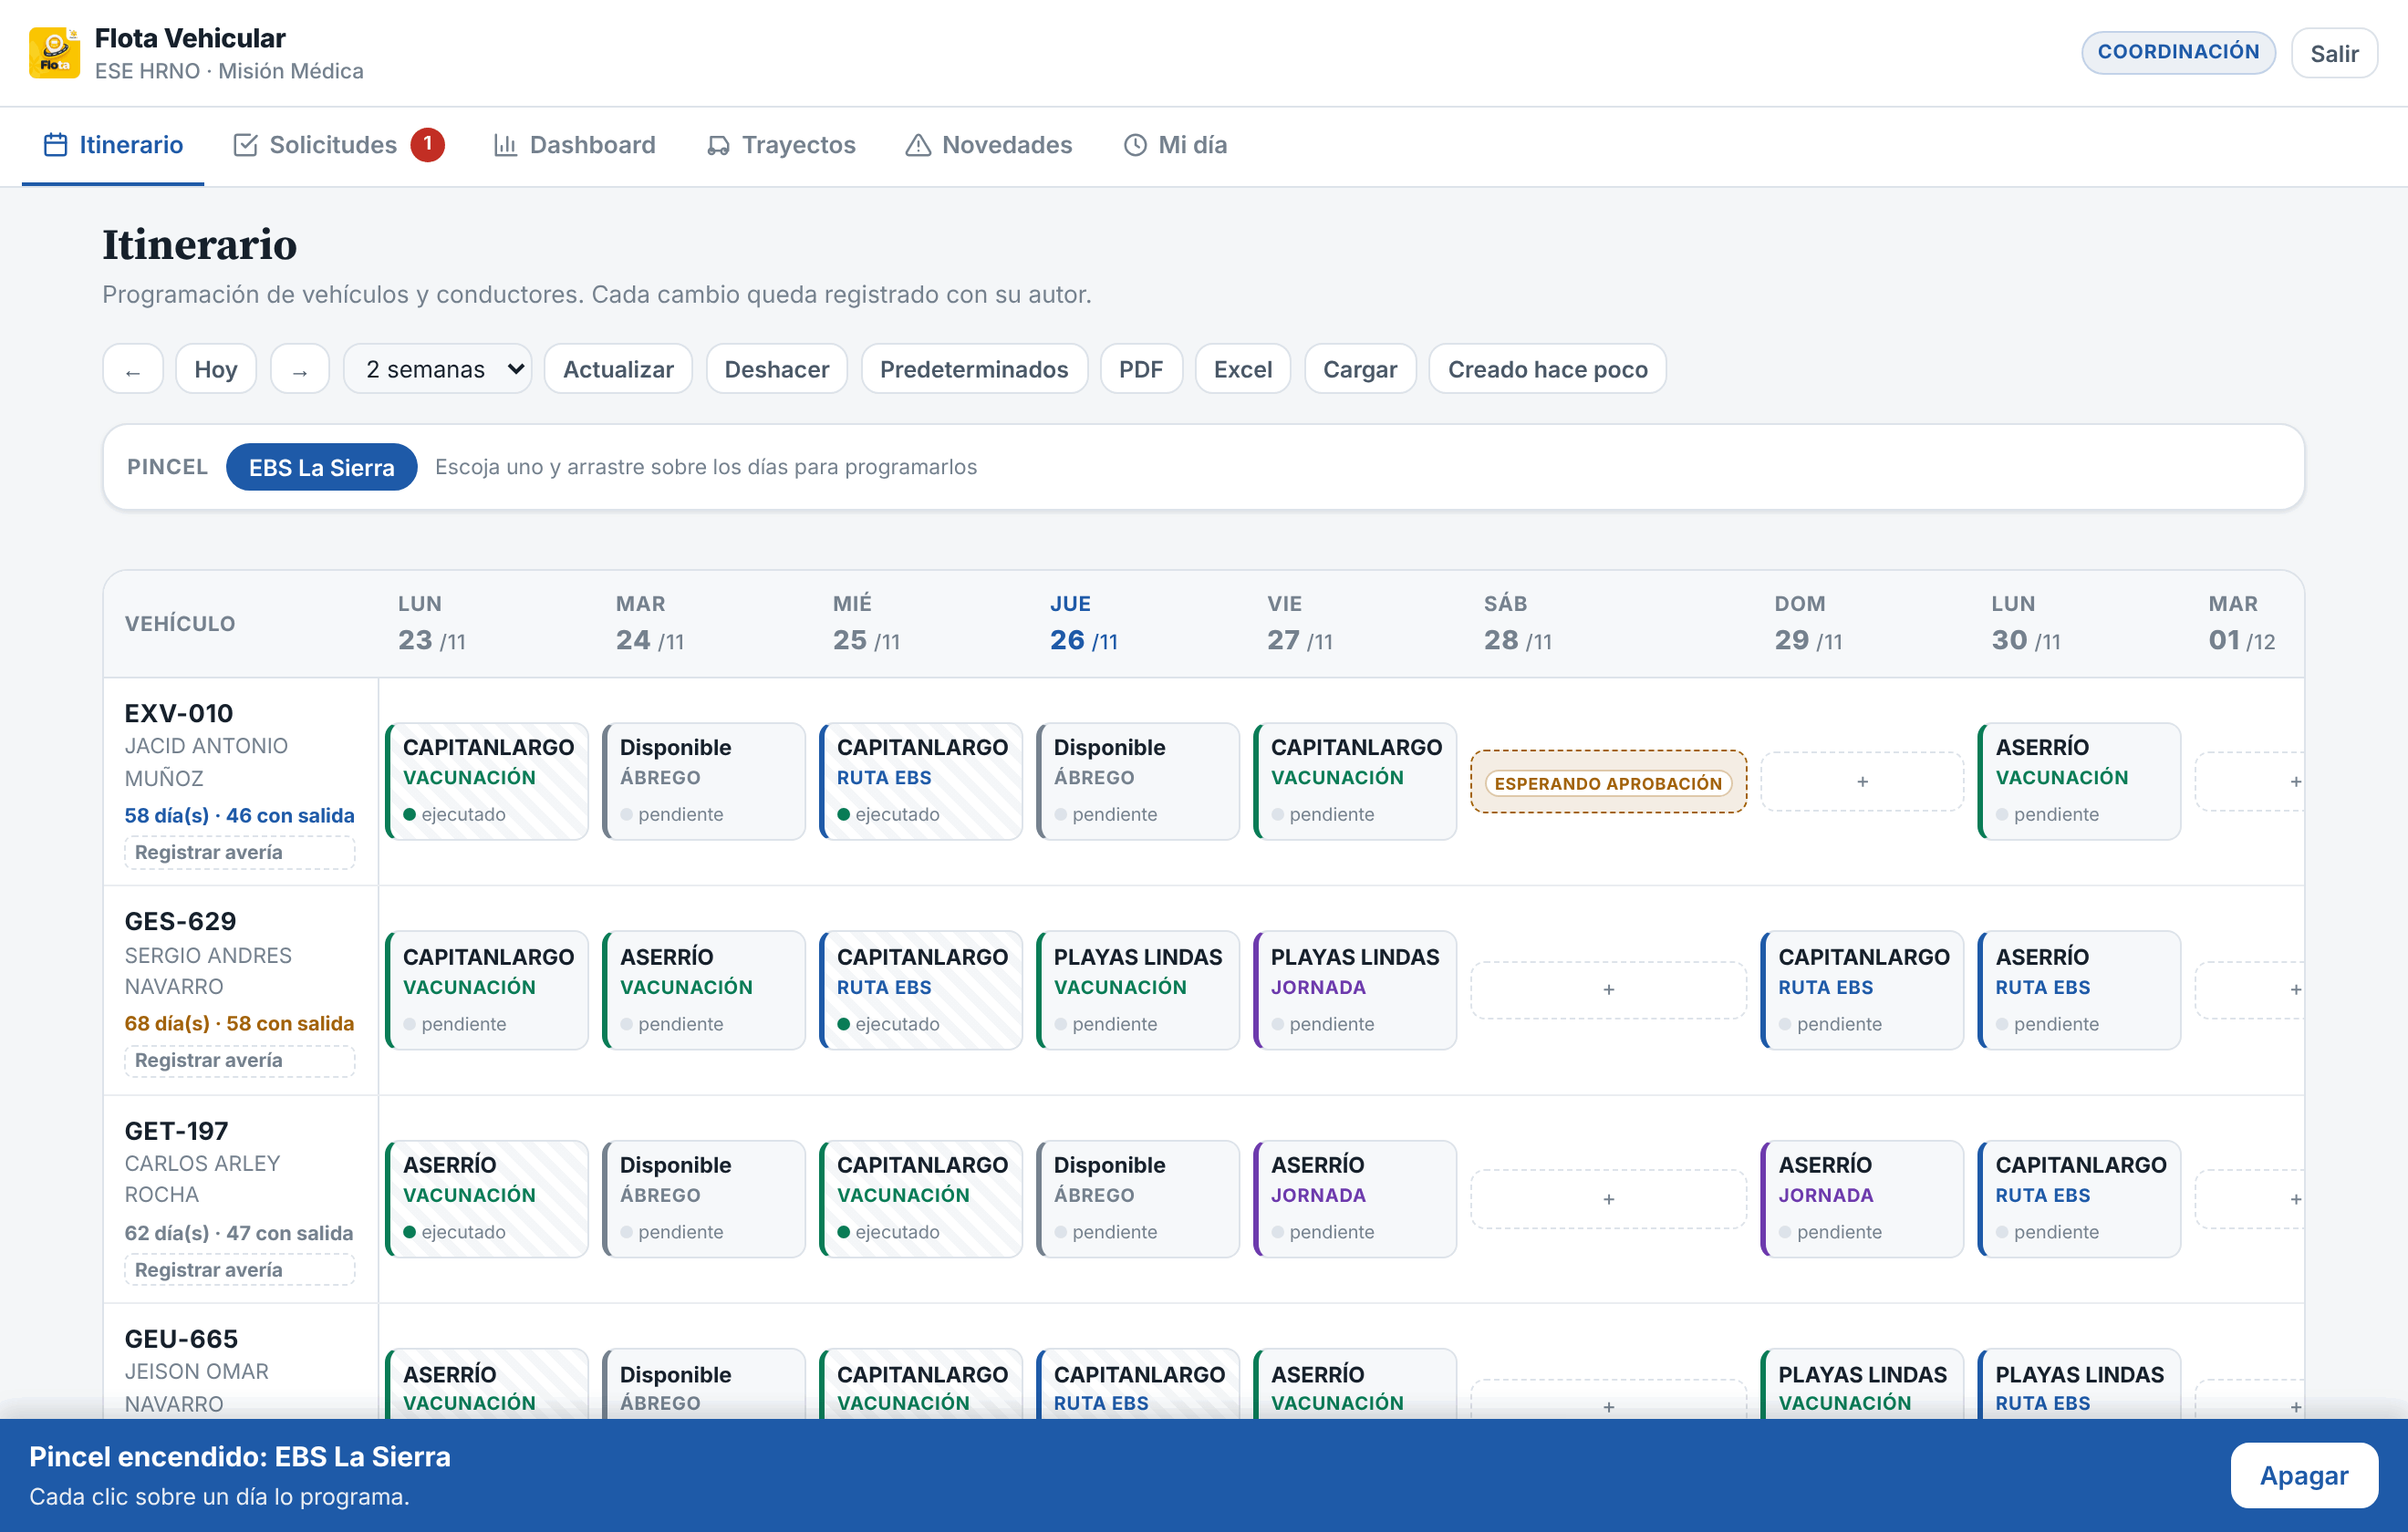 Flota
Flota Vehicular
ESE HRNO · Misión Médica
COORDINACIÓN
Salir
Itinerario
Solicitudes 1
Dashboard
Trayectos
Novedades
Mi día
Itinerario
Programación de vehículos y conductores. Cada cambio queda registrado con su autor.
← Hoy → 2 semanas Actualizar Deshacer Predeterminados PDF Excel Cargar Creado hace poco
PINCEL EBS La Sierra Escoja uno y arrastre sobre los días para programarlos
VEHÍCULO
LUN
23 /11
MAR
24 /11
MIÉ
25 /11
JUE
26 /11
VIE
27 /11
SÁB
28 /11
DOM
29 /11
LUN
30 /11
MAR
01 /12
EXV-010
JACID ANTONIO
MUÑOZ
58 día(s) · 46 con salida
Registrar avería
CAPITANLARGO
VACUNACIÓN
ejecutado
Disponible
ÁBREGO
pendiente
CAPITANLARGO
RUTA EBS
ejecutado
Disponible
ÁBREGO
pendiente
CAPITANLARGO
VACUNACIÓN
pendiente
ESPERANDO APROBACIÓN
+
ASERRÍO
VACUNACIÓN
pendiente
+
GES-629
SERGIO ANDRES
NAVARRO
68 día(s) · 58 con salida
Registrar avería
CAPITANLARGO
VACUNACIÓN
pendiente
ASERRÍO
VACUNACIÓN
pendiente
CAPITANLARGO
RUTA EBS
ejecutado
PLAYAS LINDAS
VACUNACIÓN
pendiente
PLAYAS LINDAS
JORNADA
pendiente
+
CAPITANLARGO
RUTA EBS
pendiente
ASERRÍO
RUTA EBS
pendiente
+
GET-197
CARLOS ARLEY
ROCHA
62 día(s) · 47 con salida
Registrar avería
ASERRÍO
VACUNACIÓN
ejecutado
Disponible
ÁBREGO
pendiente
CAPITANLARGO
VACUNACIÓN
ejecutado
Disponible
ÁBREGO
pendiente
ASERRÍO
JORNADA
pendiente
+
ASERRÍO
JORNADA
pendiente
CAPITANLARGO
RUTA EBS
pendiente
+
GEU-665
JEISON OMAR
NAVARRO
ASERRÍO
VACUNACIÓN
Disponible
ÁBREGO
CAPITANLARGO
VACUNACIÓN
CAPITANLARGO
RUTA EBS
ASERRÍO
VACUNACIÓN
+
PLAYAS LINDAS
VACUNACIÓN
PLAYAS LINDAS
RUTA EBS
+
Pincel encendido: EBS La Sierra
Cada clic sobre un día lo programa.
Apagar